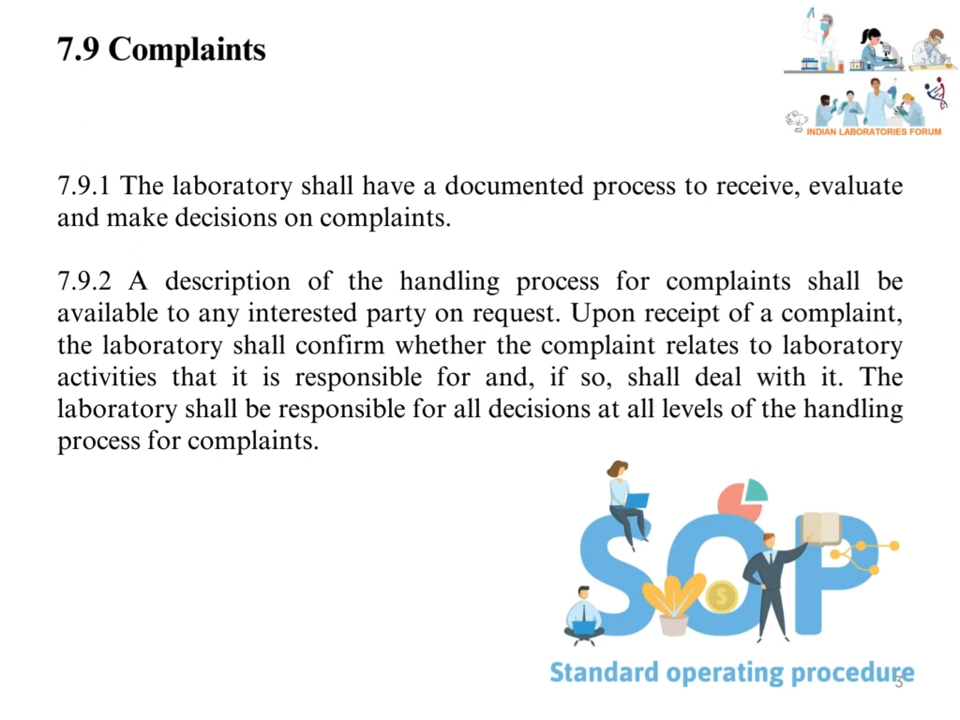 7.9 Complaints
INDIAN LABORATORIES FORUM
7.9.1 The laboratory shall have a documented process to receive, evaluate
and make decisions on complaints.
7.9.2 A description of the handling process for complaints shall be
available to any interested party on request. Upon receipt of a complaint,
the laboratory shall confirm whether the complaint relates to laboratory
activities that it is responsible for and, if so, shall deal with it. The
laboratory shall be responsible for all decisions at all levels of the handling
process for complaints.
SOP
$
Standard operating procedure
3